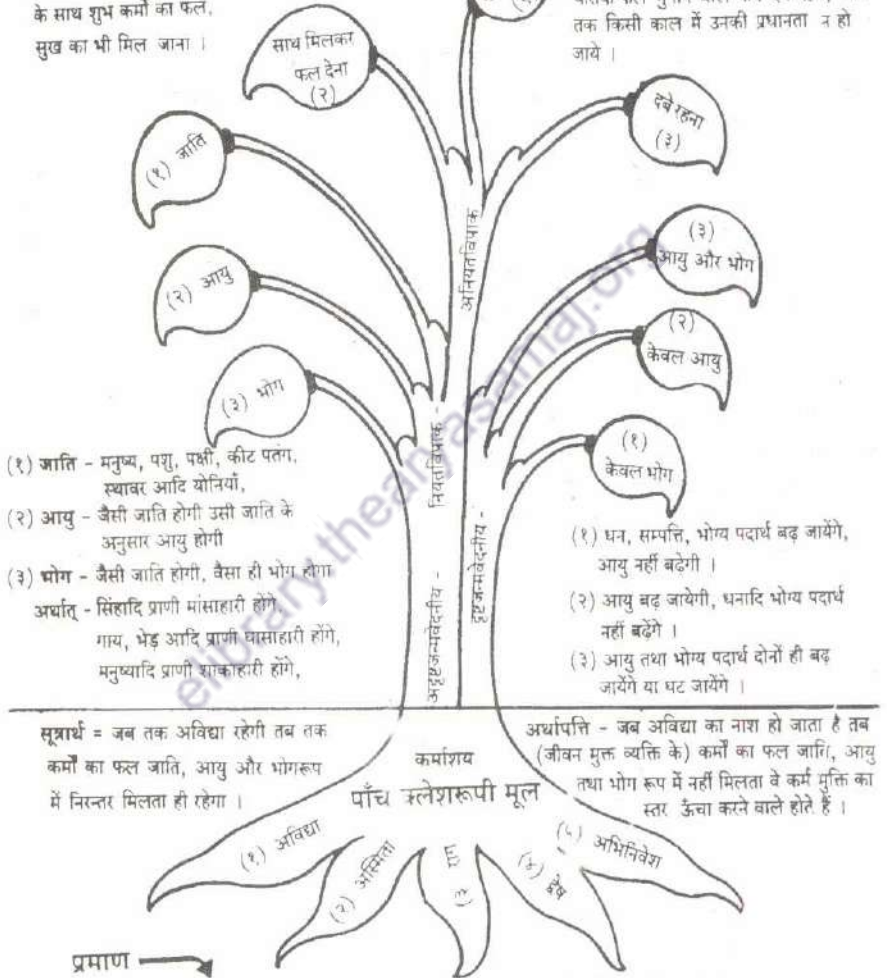 के साथ शुभ कर्मों का फल,
सुख का भी मिल जाना ।
तक किसी काल में उनकी प्रधानता न हो
जाये ।
साथ मिलकर
फल देना
(२)
दबे रहना
(३)
(१) जाति
(२) आयु
(३) भोग
(३)
आयु और भोग
(२)
केवल आयु
(१)
केवल भोग
अनियतविपाक
नियतविपाक -
अदृष्टजन्मवेदनीय -
दृष्टजन्मवेदनीय -
(१) जाति - मनुष्य, पशु, पक्षी, कीट पतंग,
स्थावर आदि योनियाँ,
(२) आयु - जैसी जाति होगी उसी जाति के
अनुसार आयु होगी
(३) भोग - जैसी जाति होगी, वैसा ही भोग होगा
अर्थात् - सिंहादि प्राणी मांसाहारी होंगे,
गाय, भेड़ आदि प्राणी घासाहारी होंगे,
मनुष्यादि प्राणी शाकाहारी होंगे,
(१) धन, सम्पत्ति, भोग्य पदार्थ बढ़ जायेंगे,
आयु नहीं बढ़ेगी ।
(२) आयु बढ़ जायेगी, धनादि भोग्य पदार्थ
नहीं बढ़ेंगे ।
(३) आयु तथा भोग्य पदार्थ दोनों ही बढ़
जायेंगे या घट जायेंगे ।
सूत्रार्थ = जब तक अविद्या रहेगी तब तक
कर्मों का फल जाति, आयु और भोगरूप
में निरन्तर मिलता ही रहेगा ।
अर्थापत्ति - जब अविद्या का नाश हो जाता है तब
(जीवन मुक्त व्यक्ति के) कर्मों का फल जाति, आयु
तथा भोग रूप में नहीं मिलता वे कर्म मुक्ति का
स्तर ऊँचा करने वाले होते हैं ।
कर्माशय
पाँच क्लेशरूपी मूल
(१) अविद्या
(२) अस्मिता
(३) राग
(४) द्वेष
(५) अभिनिवेश
प्रमाण
elibrary.thearyasamaj.org